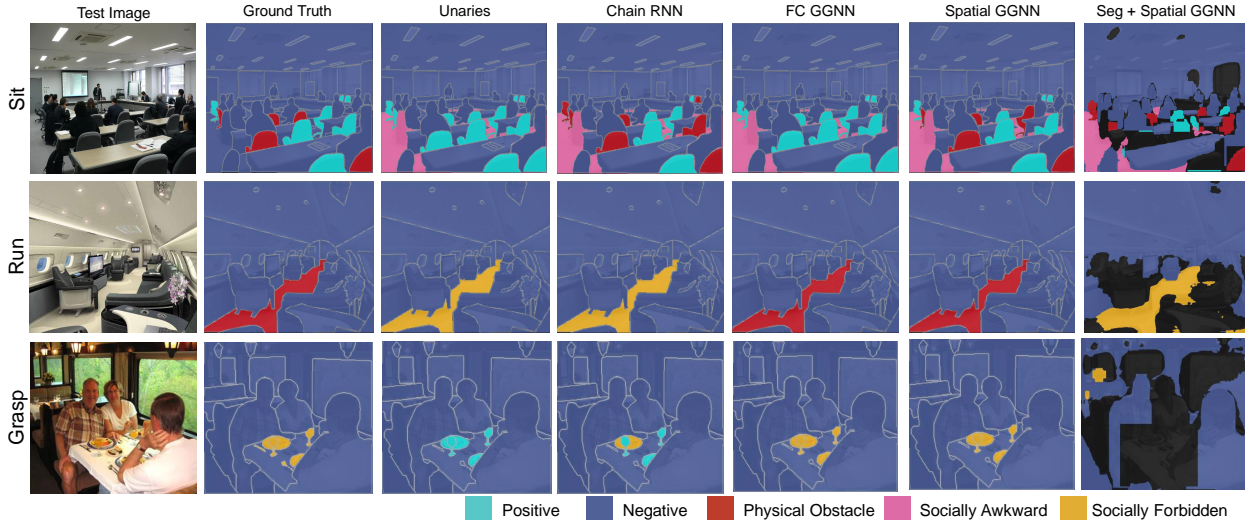 Test Image Ground Truth Unaries Chain RNN FC GGNN Spatial GGNN Seg + Spatial GGNN
Sit
Run
Grasp
Positive Negative Physical Obstacle Socially Awkward Socially Forbidden